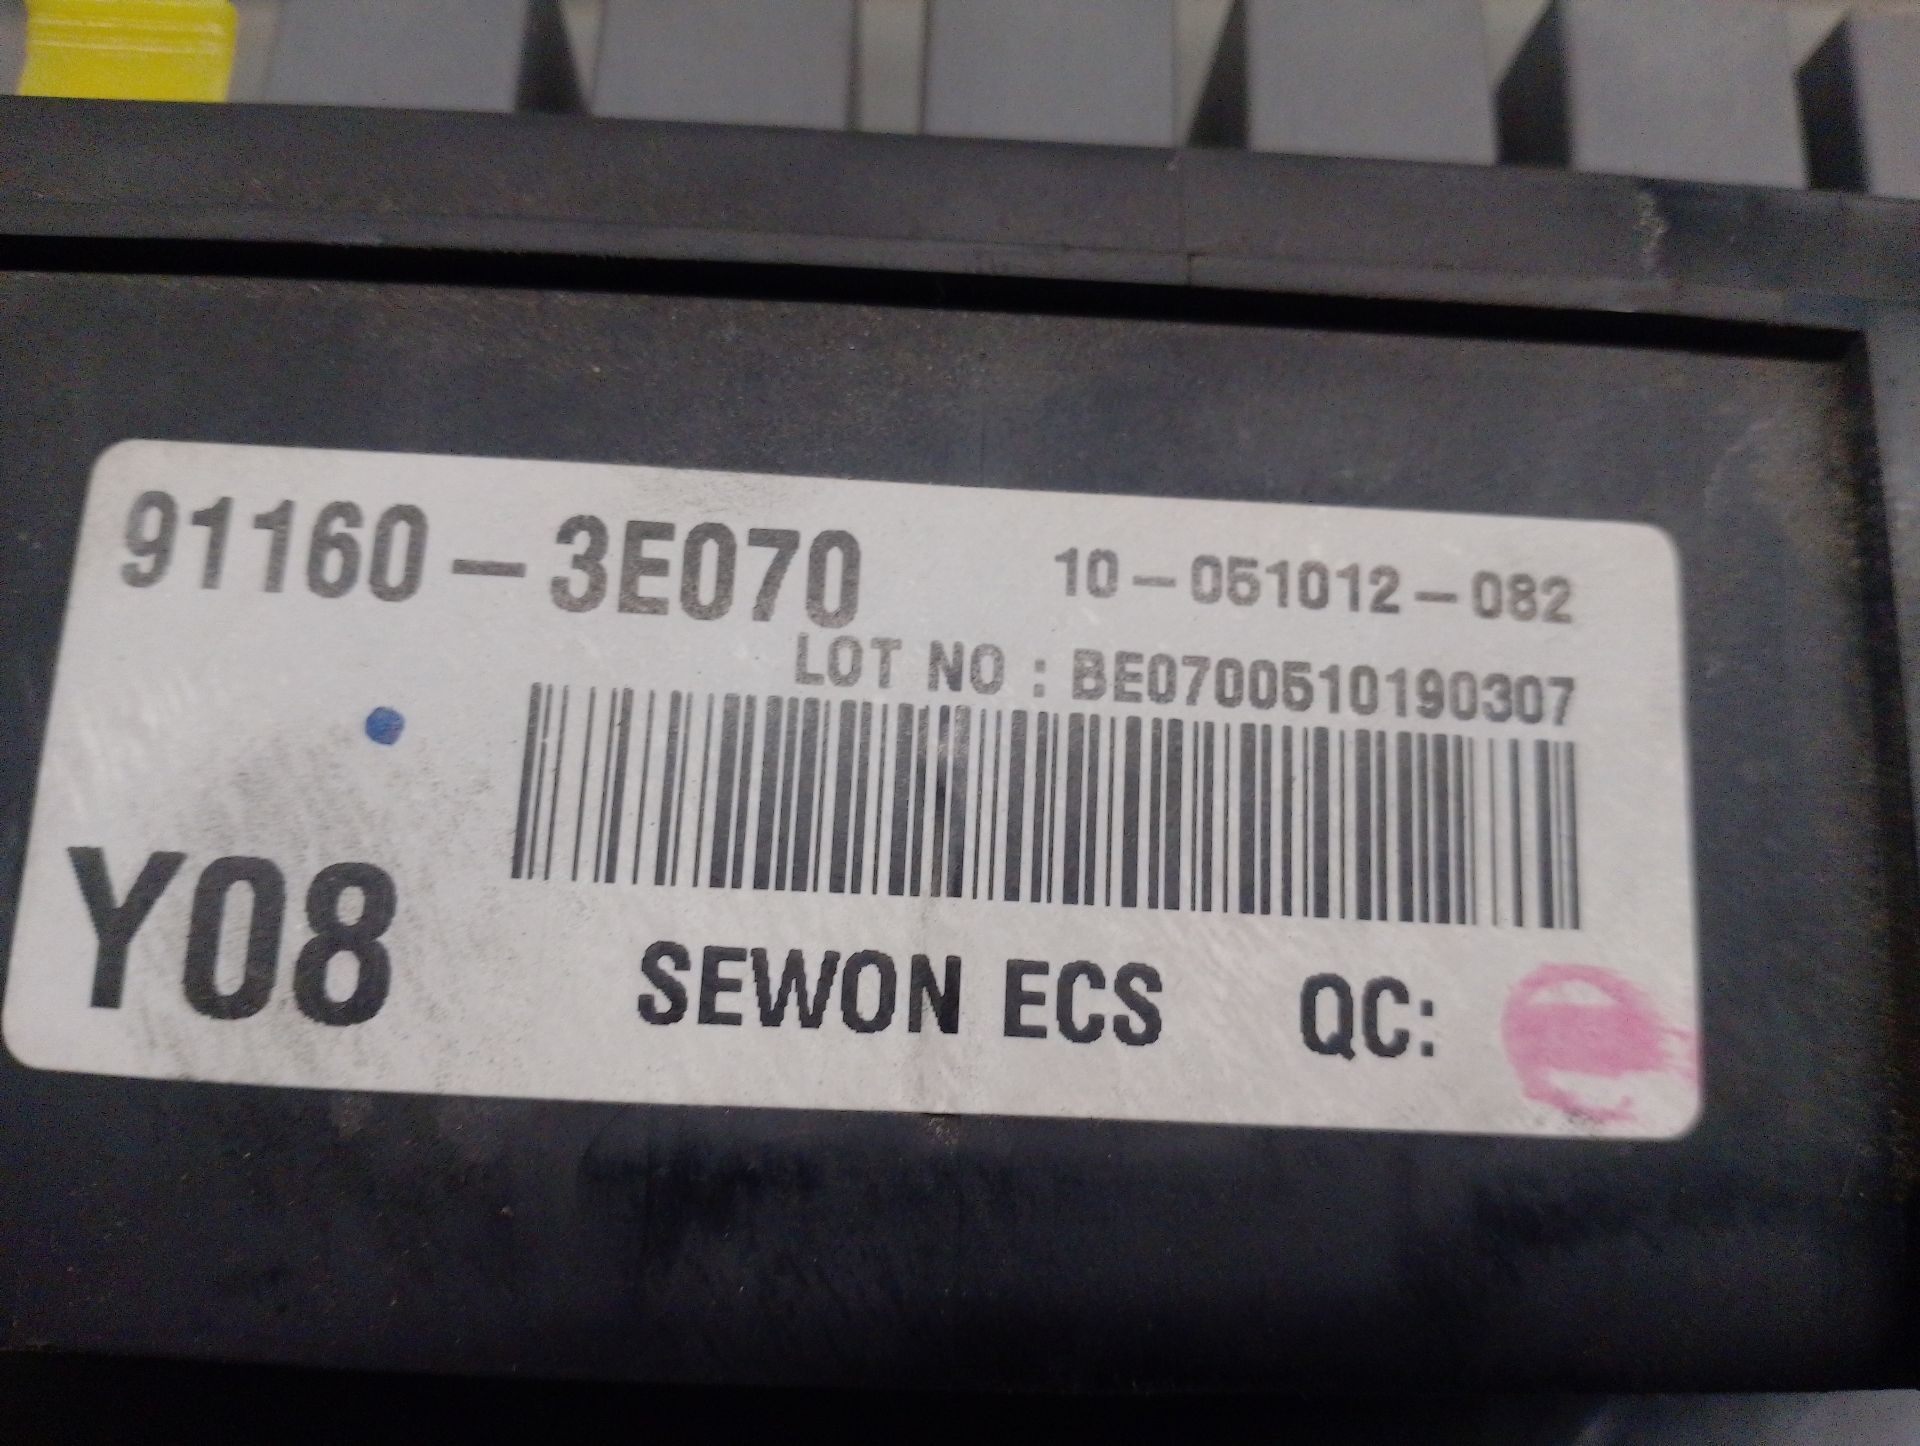 91160-3E070 10-051012-082
LOT NO : BE0700510190307
Y08
SEWON ECS QC: